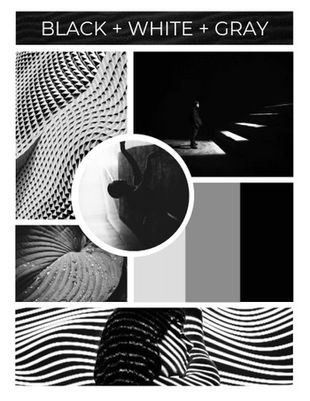 BLACK + WHITE + GRAY